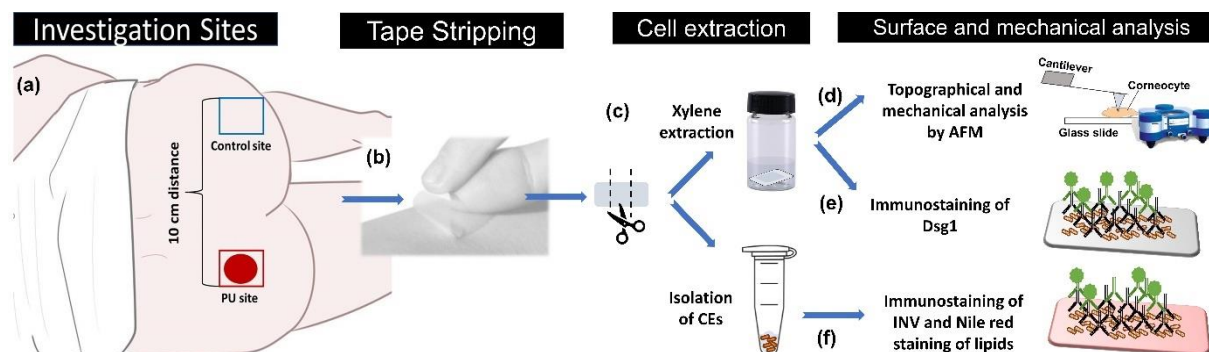 Investigation Sites
Tape Stripping
Cell extraction
Surface and mechanical analysis
(a)
Control site
10 cm distance
PU site
(b)
(c)
Xylene
extraction
Isolation
of CEs
(d)
Topographical and
mechanical analysis
by AFM
Cantilever
Corneocyte
Glass slide
(e)
Immunostaining of
Dsg1
(f)
Immunostaining of
INV and Nile red
staining of lipids